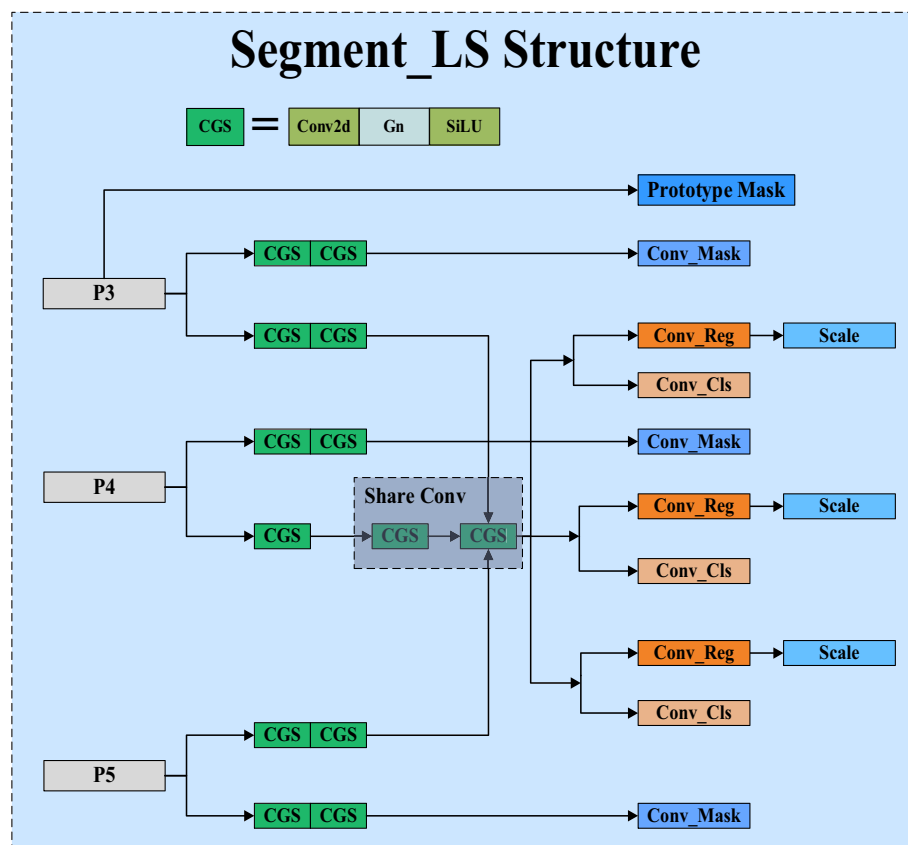 Segment_LS Structure
CGS = Conv2d Gn SiLU
Prototype Mask
CGS CGS Conv_Mask
P3
CGS CGS Conv_Reg Scale
Conv_Cls
CGS CGS Conv_Mask
P4
Share Conv
Conv_Reg Scale
CGS CGS CGS
Conv_Cls
Conv_Reg Scale
Conv_Cls
CGS CGS
P5
CGS CGS Conv_Mask